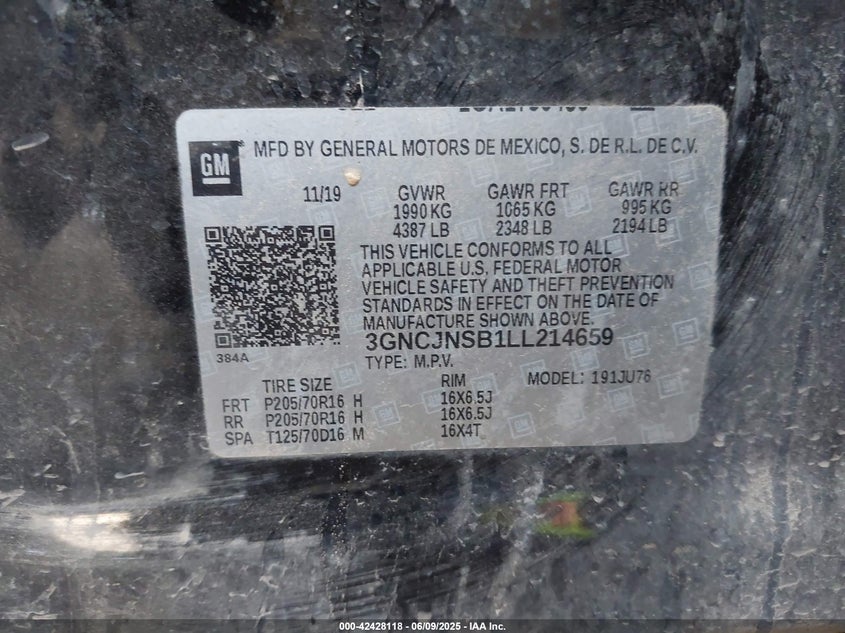 GM
MFD BY GENERAL MOTORS DE MEXICO, S. DE R.L. DE C.V.
11/19 GVWR GAWR FRT GAWR RR
1990 KG 1065 KG 995 KG
4387 LB 2348 LB 2194 LB
THIS VEHICLE CONFORMS TO ALL
APPLICABLE U.S. FEDERAL MOTOR
VEHICLE SAFETY AND THEFT PREVENTION
STANDARDS IN EFFECT ON THE DATE OF
MANUFACTURE SHOWN ABOVE.
3GNCJNSB1LL214659
384A
TYPE: M.P.V.
TIRE SIZE RIM MODEL: 191JU76
FRT P205/70R16 H 16X6.5J
RR P205/70R16 H 16X6.5J
SPA T125/70D16 M 16X4T
000-42428118 - 06/09/2025 - IAA Inc.